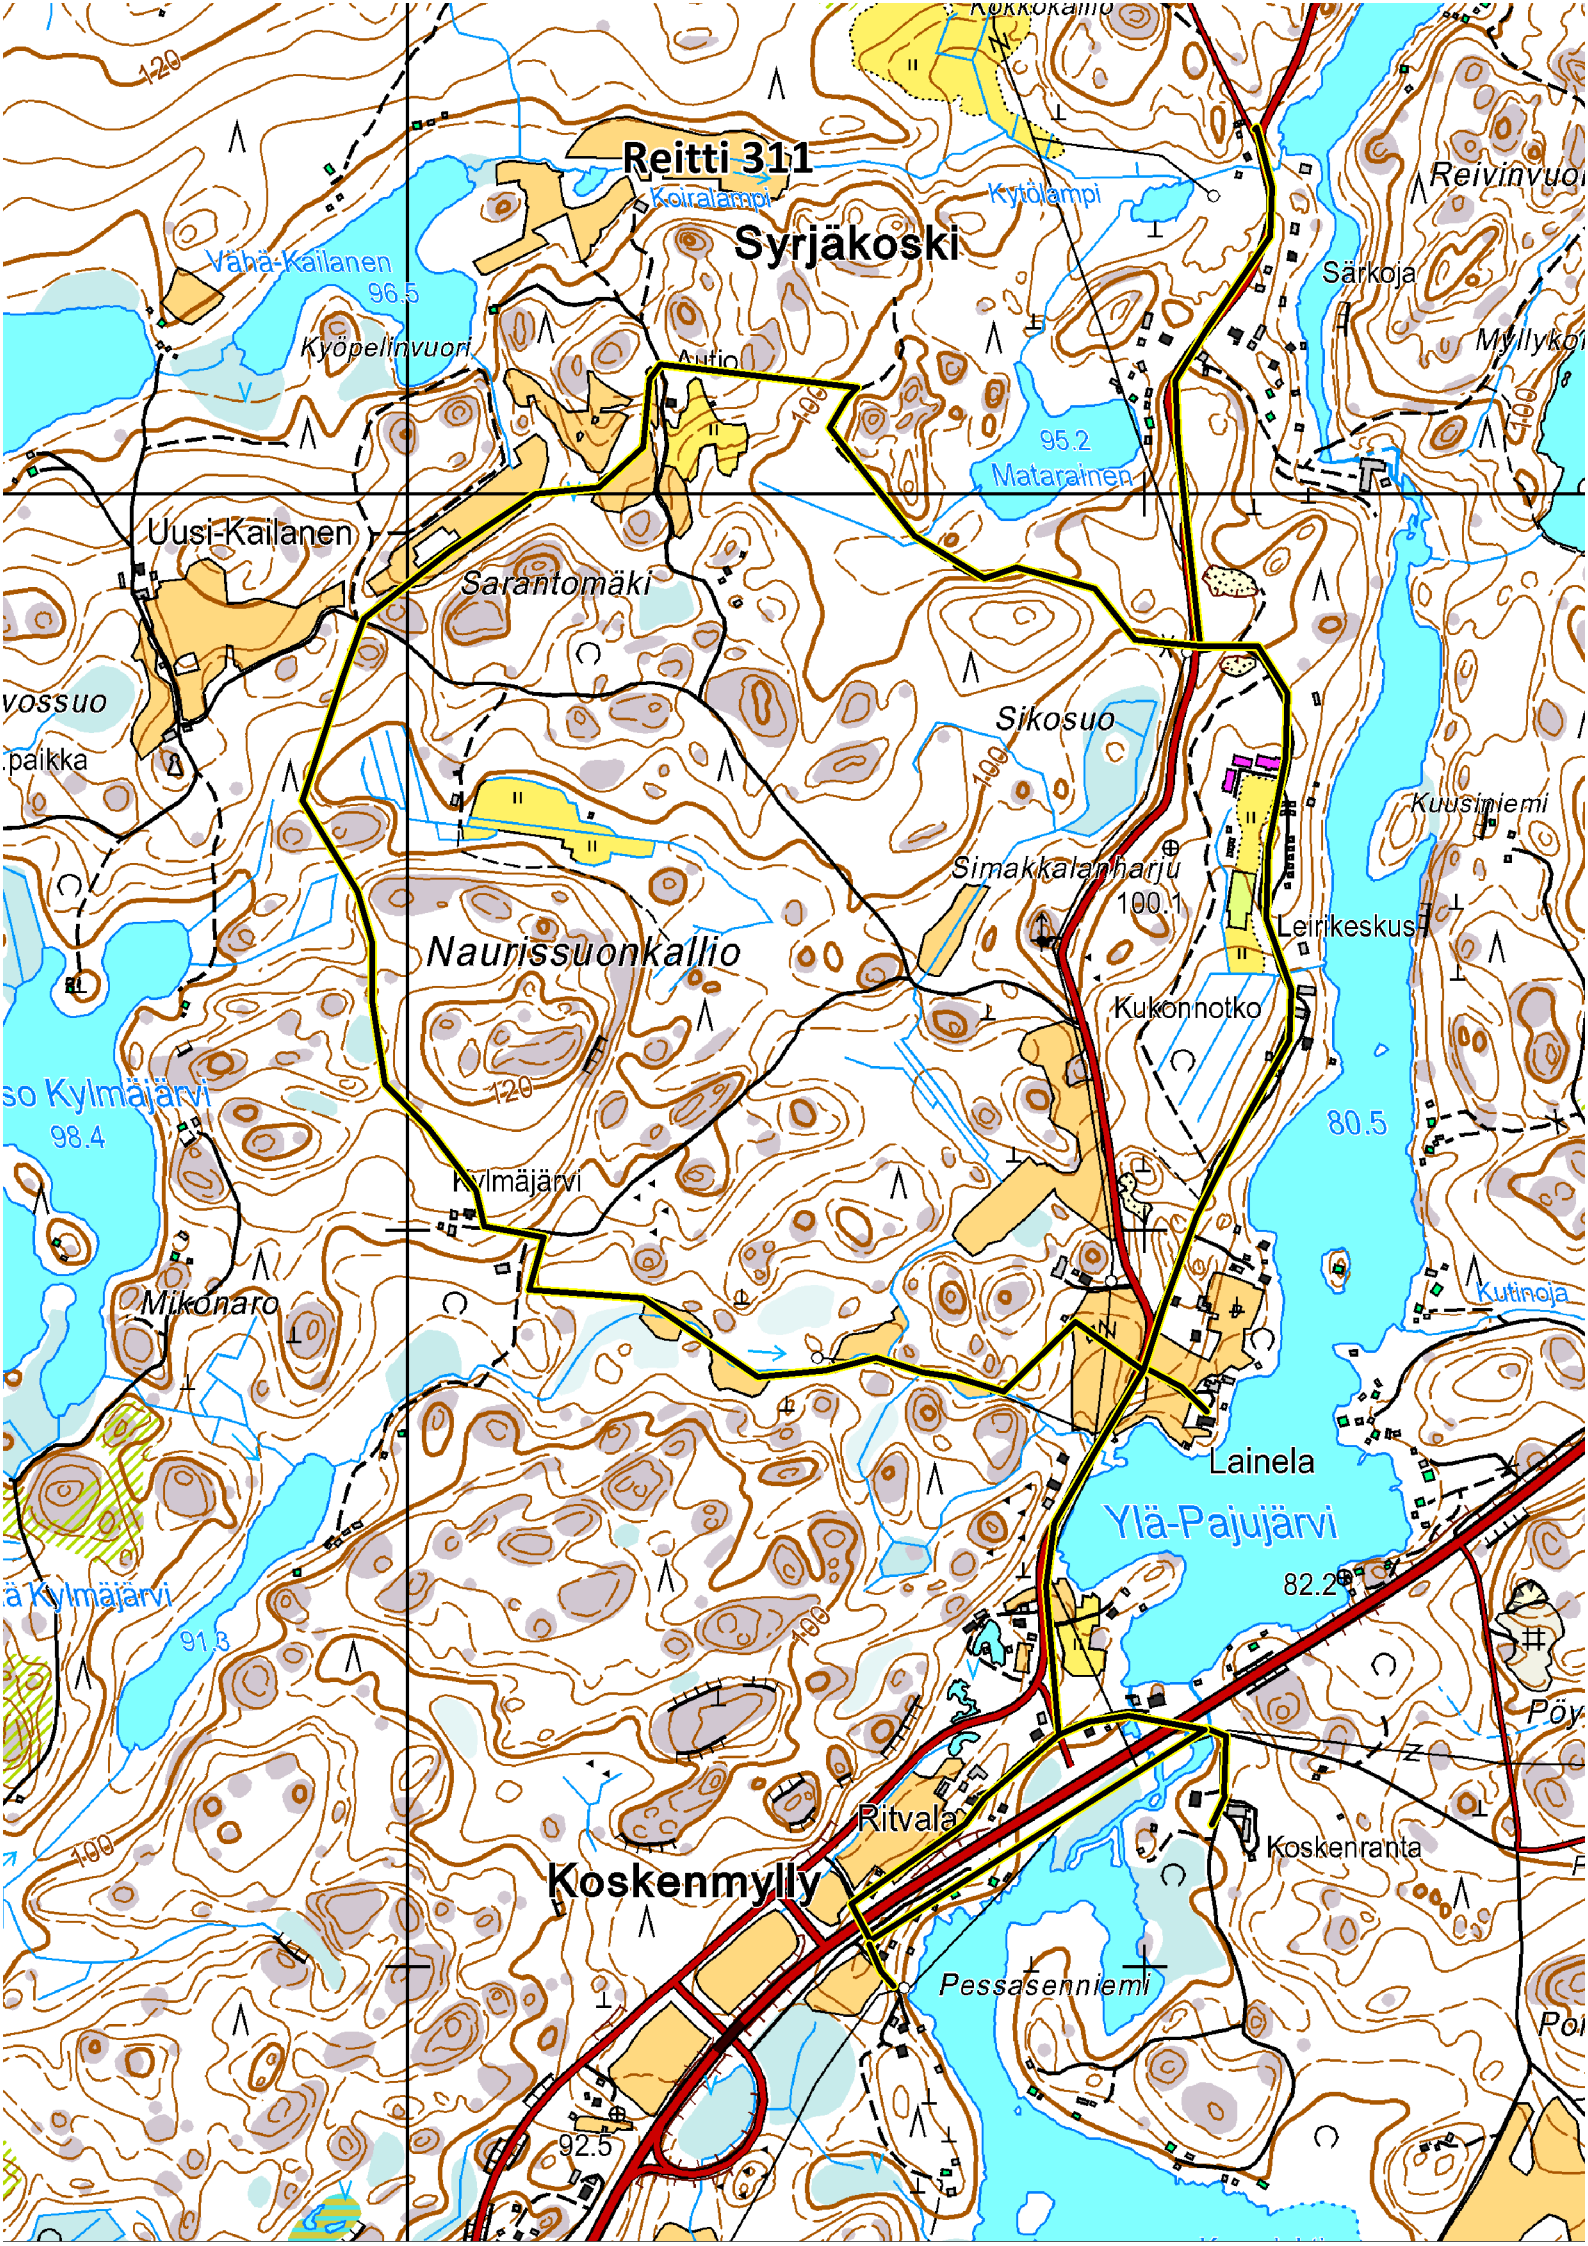 Kokkokallio
120
Reitti 311
Koiralampi
Kytölampi
Syrjäkoski
Vähä-Kailanen
96.5
Särkoja
Kyöpelinvuori
Autio
100
95.2
Matarainen
100
Uusi-Kailanen
Sarantomäki
vossuo
.paikka
Sikosuo
100
Kuusiniemi
Simakkalanharju
100.1
Leirikeskus
Naurissuonkallio
Kukonnotko
120
so Kylmäjärvi
98.4
80.5
Kylmäjärvi
Mikonaro
Kutinoja
Lainela
Ylä-Pajujärvi
82.2
ä Kylmäjärvi
91.3
100
Pöy
Ritvala
Koskenranta
100
Koskenmylly
Pessasenniemi
92.5